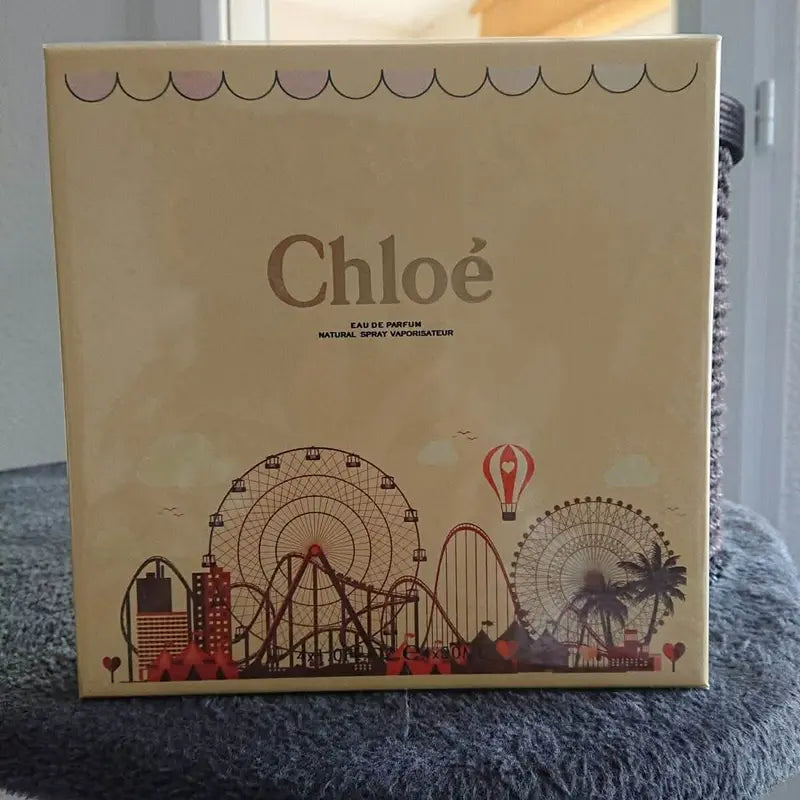 Chloé
EAU DE PARFUM
NATURAL SPRAY VAPORISATEUR